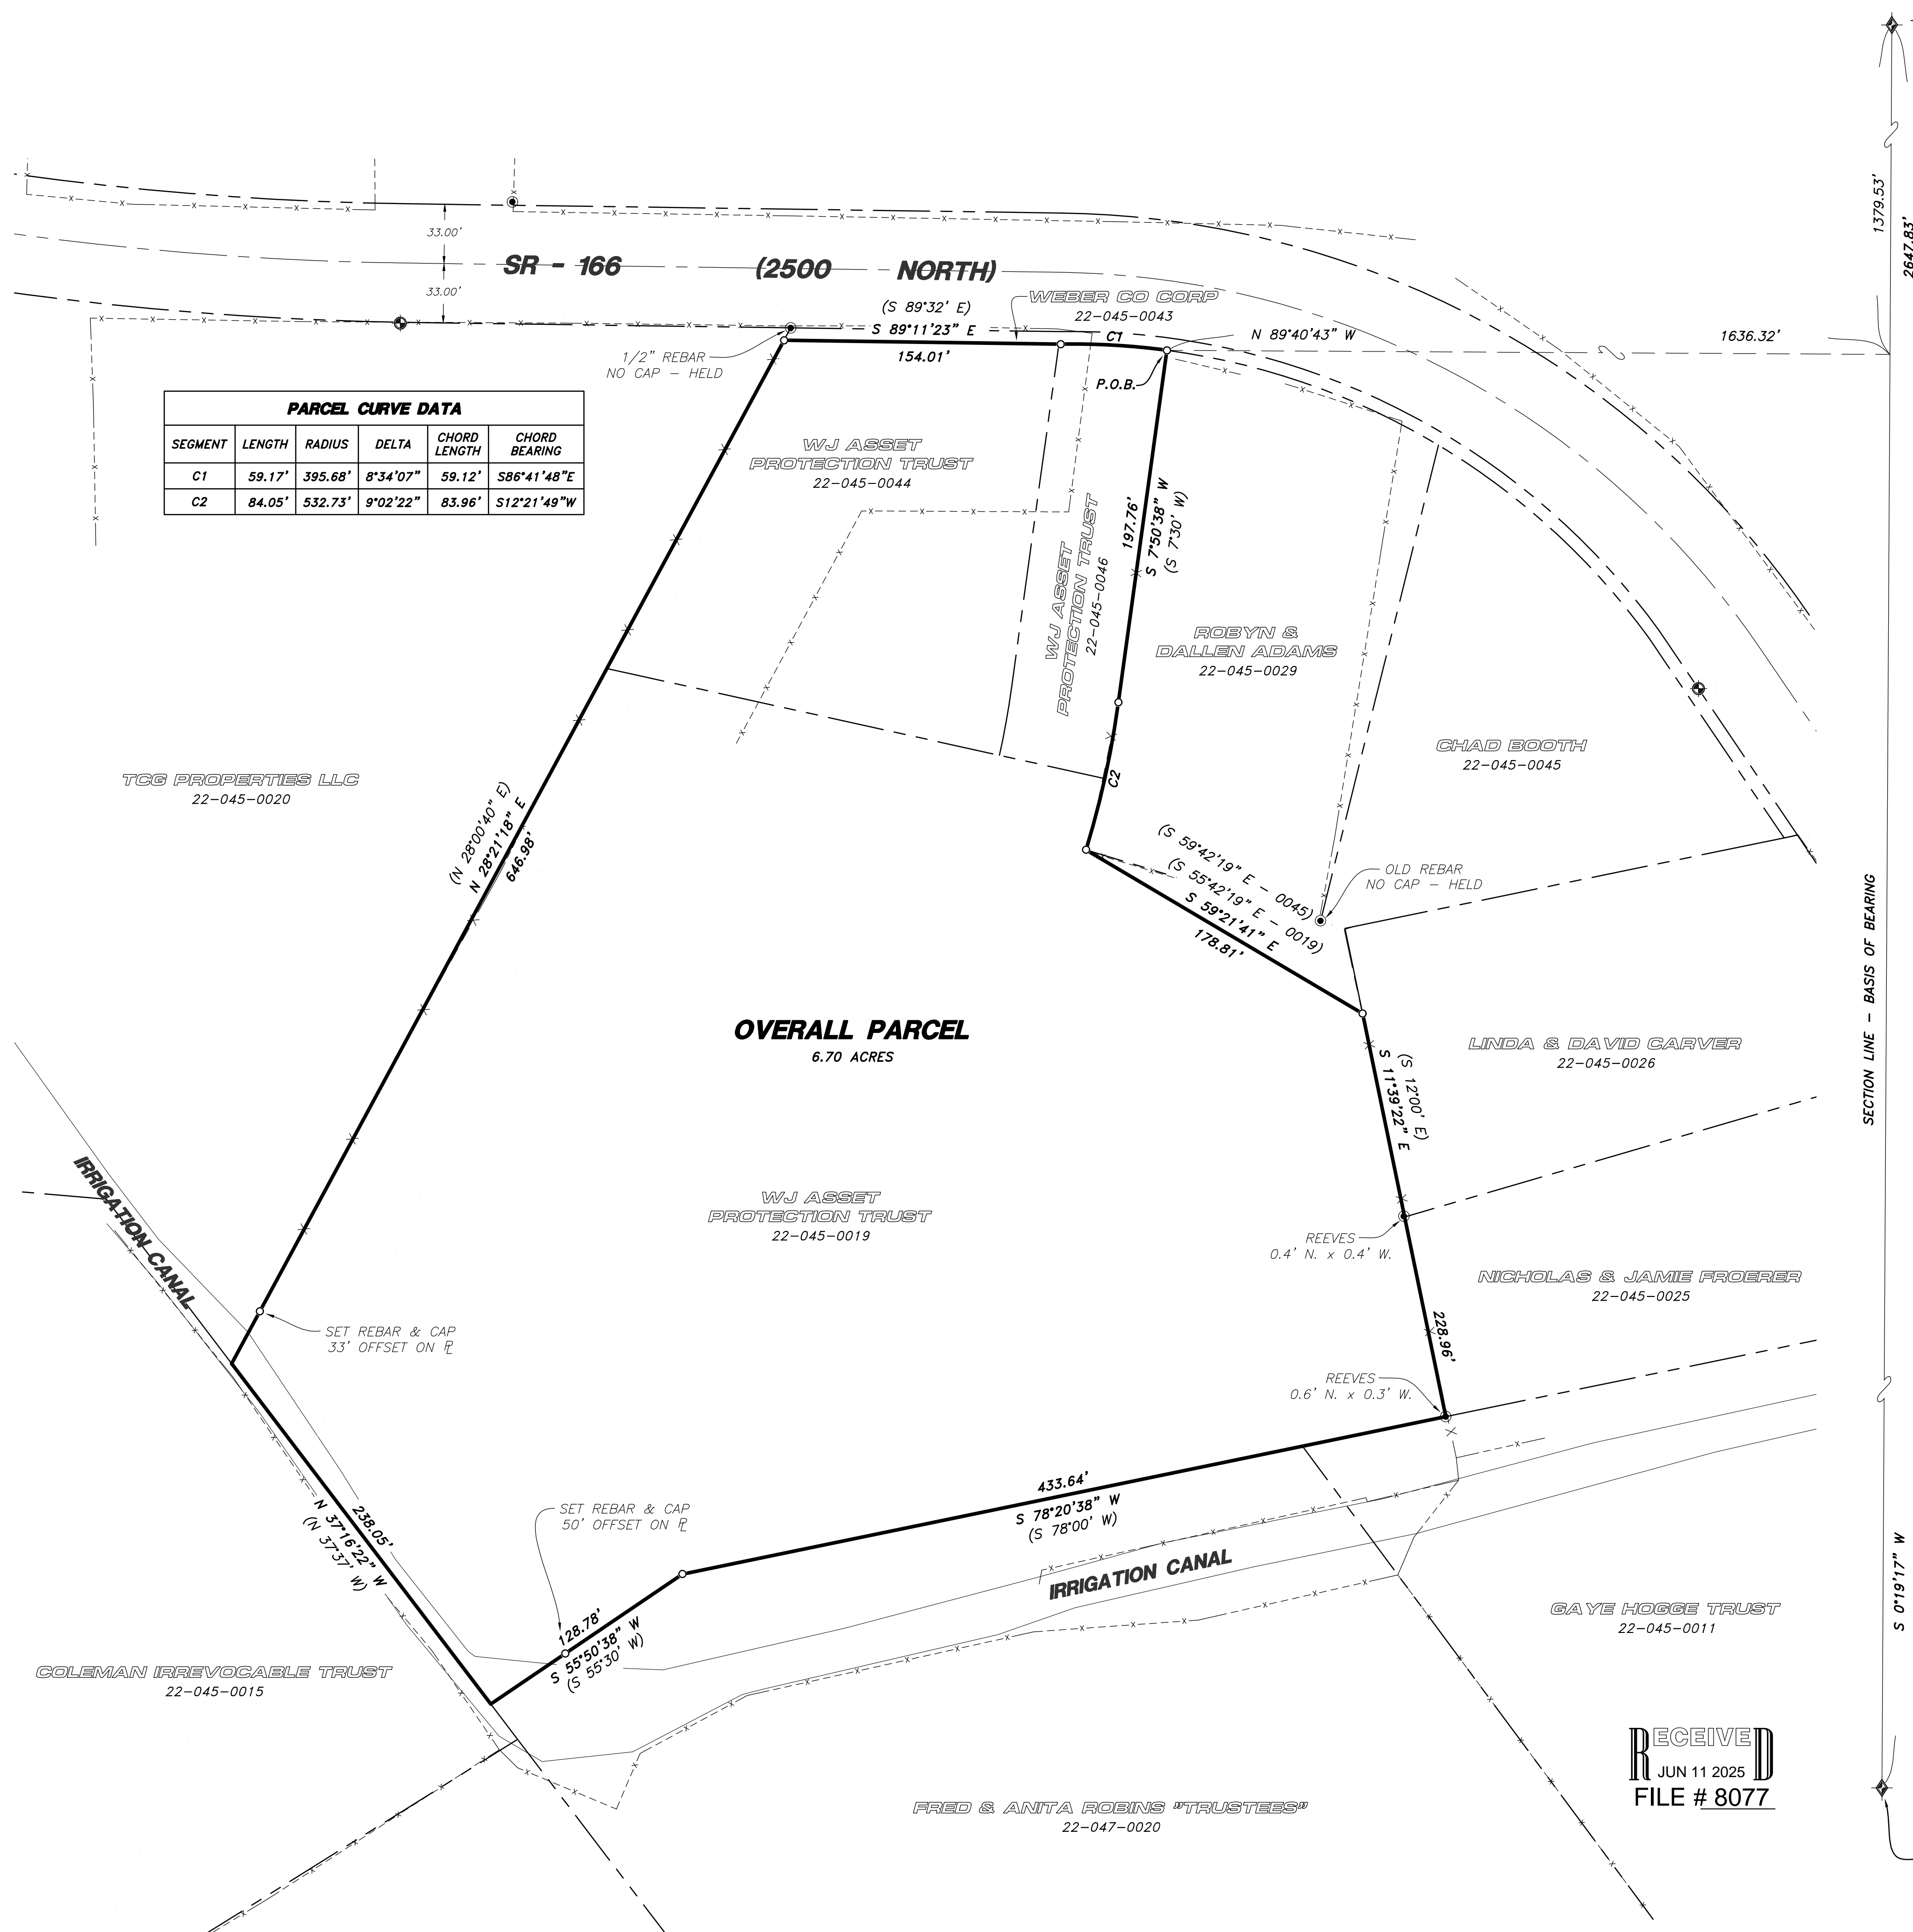 1379.53'
2647.83'
33.00'
33.00'
SR - 166 (2500 NORTH)
(S 89°32' E)
S 89°11'23" E
154.01'
WEBER CO CORP
22-045-0043
C1
N 89°40'43" W
1636.32'
P.O.B.
1/2" REBAR
NO CAP - HELD
PARCEL CURVE DATA
SEGMENT LENGTH RADIUS DELTA CHORD LENGTH CHORD BEARING
C1 59.17' 395.68' 8°34'07" 59.12' S86°41'48"E
C2 84.05' 532.73' 9°02'22" 83.96' S12°21'49"W
WJ ASSET
PROTECTION TRUST
22-045-0044
WJ ASSET
PROTECTION TRUST
22-045-0046
197.76'
S 7°50'38" W
(S 7°30' W)
ROBYN &
DALLEN ADAMS
22-045-0029
CHAD BOOTH
22-045-0045
C2
TCG PROPERTIES LLC
22-045-0020
(N 28°00'40" E)
N 28°21'18" E
646.98'
(S 59°42'19" E - 0045)
(S 55°42'19" E - 0019)
S 59°21'41" E
178.81'
OLD REBAR
NO CAP - HELD
SECTION LINE - BASIS OF BEARING
OVERALL PARCEL
6.70 ACRES
LINDA & DAVID CARVER
22-045-0026
(S 12°00' E)
S 11°39'22" E
WJ ASSET
PROTECTION TRUST
22-045-0019
REEVES
0.4' N. x 0.4' W.
NICHOLAS & JAMIE FROERER
22-045-0025
228.96'
IRRIGATION CANAL
SET REBAR & CAP
33' OFFSET ON ℄
REEVES
0.6' N. x 0.3' W.
433.64'
S 78°20'38" W
(S 78°00' W)
SET REBAR & CAP
50' OFFSET ON ℄
238.05'
N 37°16'22" W
(N 37°37' W)
IRRIGATION CANAL
128.78'
S 55°50'38" W
(S 55°30' W)
S 0°19'17" W
GAYE HOGGE TRUST
22-045-0011
COLEMAN IRREVOCABLE TRUST
22-045-0015
RECEIVED
JUN 11 2025
FILE # 8077
FRED & ANITA ROBINS "TRUSTEES"
22-047-0020